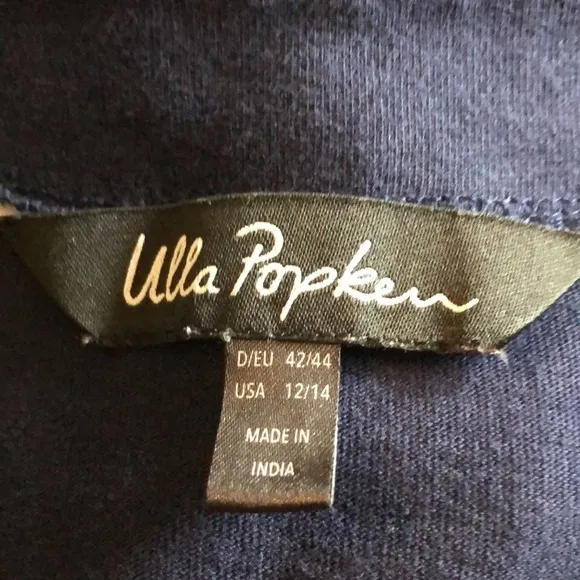 Ulla Popken
D/EU 42/44
USA 12/14
MADE IN
INDIA